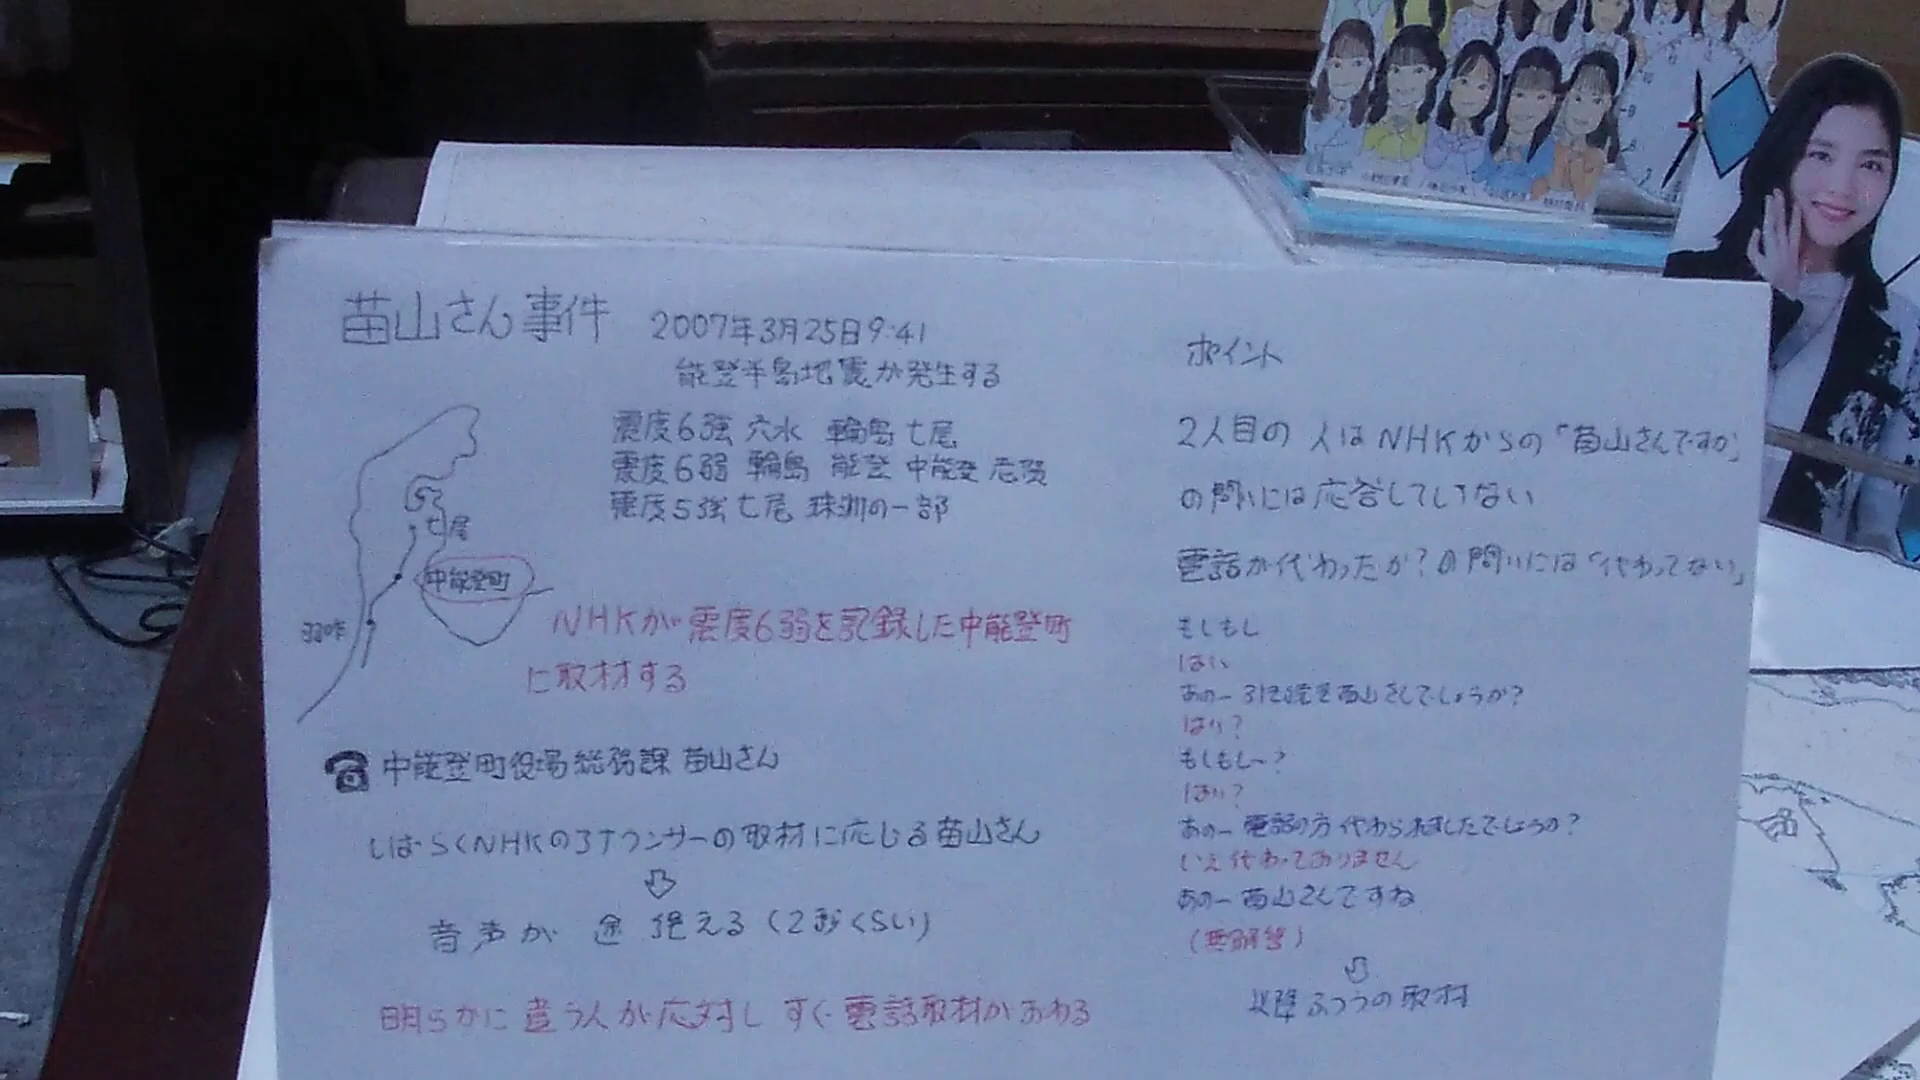 苗山さん事件
2007年3月25日9:41
能登半島地震が発生する
震度6強 穴水 輪島 七尾
震度6弱 輪島 能登 中能登 志賀
震度5強 七尾 珠洲の一部
七尾
中能登町
羽咋
NHKが震度6弱を記録した中能登町
に取材する
中能登町役場総務課 苗山さん
しばらくNHKのアナウンサーの取材に応じる苗山さん
音声が 途絶える(2秒くらい)
明らかに 違う人が応対し すぐ電話取材がおわる
ポイント
2人目の 人はNHKからの「苗山さんですか」
の問いには応答していない
電話が代わったか?の問いには「代わってない」
もしもし
はい
あのー引き続き苗山さんでしょうか?
はい?
もしもし〜?
はい?
あのー電話の方代わられましたでしょうか?
いえ代わっておりません
あのー苗山さんですね
(無解答)
以降ふつうの取材